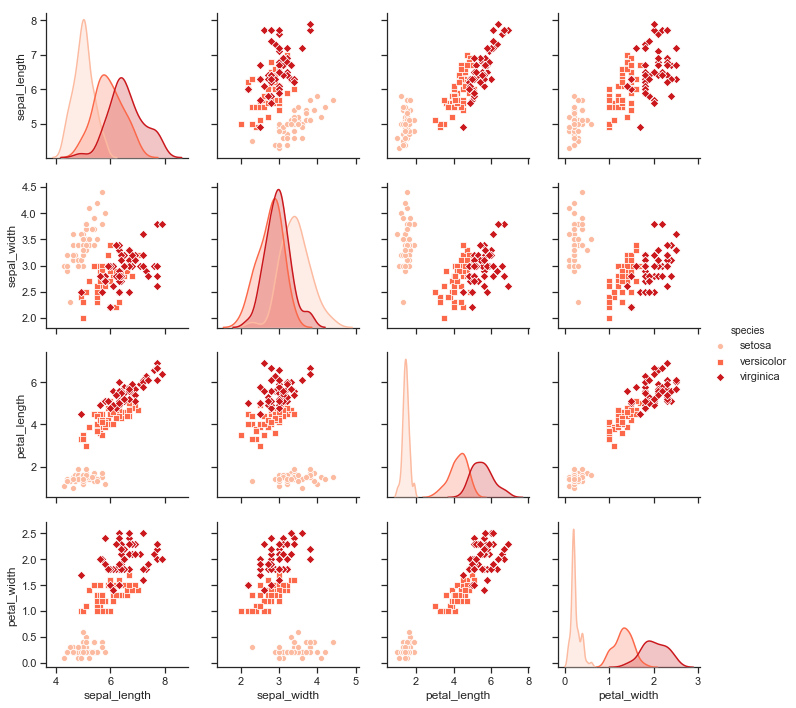 8
7
6
5
sepal_length
4.5
4.0
3.5
3.0
2.5
2.0
sepal_width
species
setosa
versicolor
virginica
6
4
2
petal_length
2.5
2.0
1.5
1.0
0.5
0.0
petal_width
4 6 8
2 3 4 5
2 4 6 8
0 1 2 3
sepal_length sepal_width petal_length petal_width